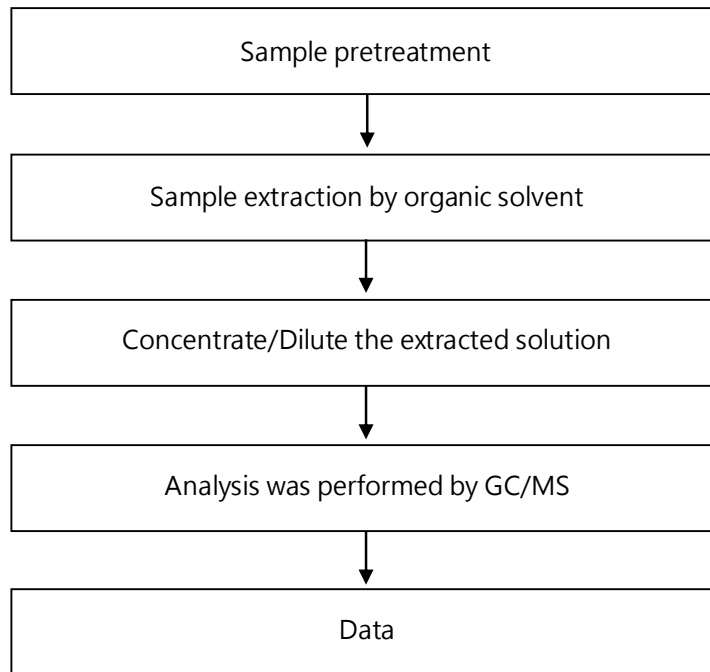 Sample pretreatment
Sample extraction by organic solvent
Concentrate/Dilute the extracted solution
Analysis was performed by GC/MS
Data